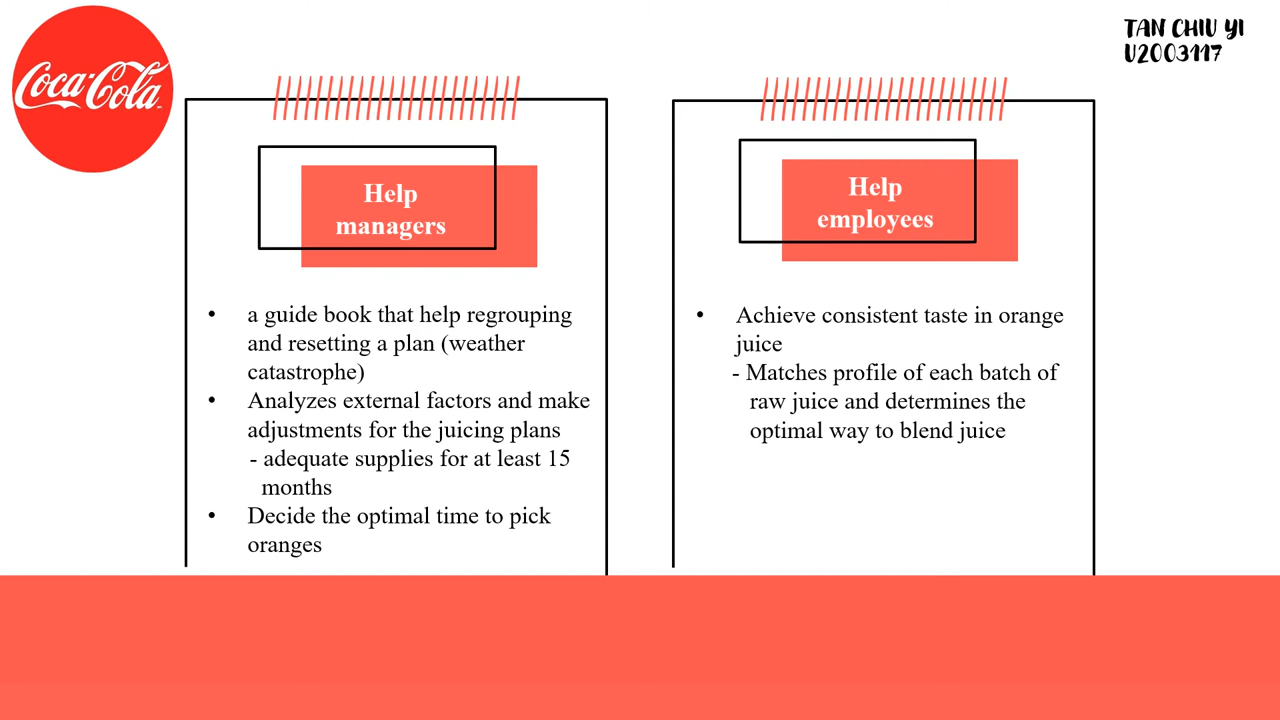 Coca-Cola
TAN CHIU YI
U2003117
Help
managers
• a guide book that help regrouping
and resetting a plan (weather
catastrophe)
• Analyzes external factors and make
adjustments for the juicing plans
- adequate supplies for at least 15
months
• Decide the optimal time to pick
oranges
Help
employees
• Achieve consistent taste in orange
juice
- Matches profile of each batch of
raw juice and determines the
optimal way to blend juice